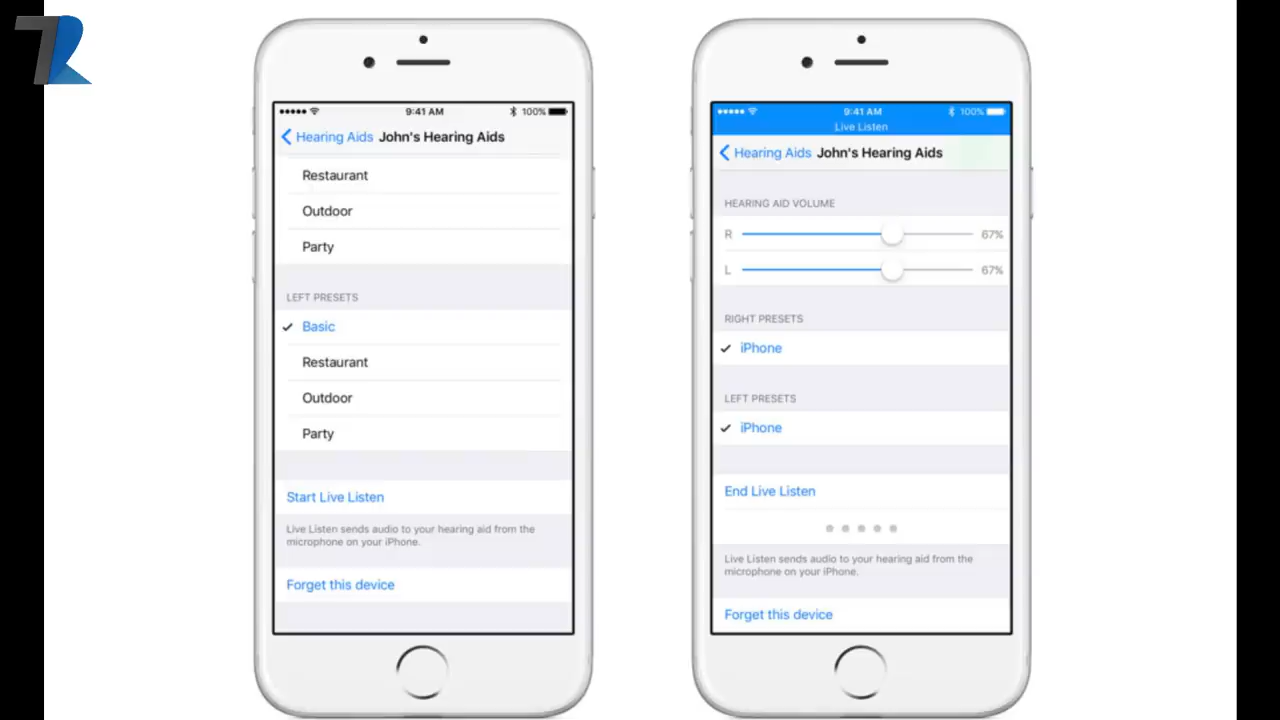 9:41 AM
100%
Hearing Aids
John's Hearing Aids
Restaurant
Outdoor
Party
LEFT PRESETS
Basic
Restaurant
Outdoor
Party
Start Live Listen
Live Listen sends audio to your hearing aid from the
microphone on your iPhone.
Forget this device
9:41 AM
100%
Live Listen
Hearing Aids
John's Hearing Aids
HEARING AID VOLUME
R
67%
L
67%
RIGHT PRESETS
iPhone
LEFT PRESETS
iPhone
End Live Listen
Live Listen sends audio to your hearing aid from the
microphone on your iPhone.
Forget this device